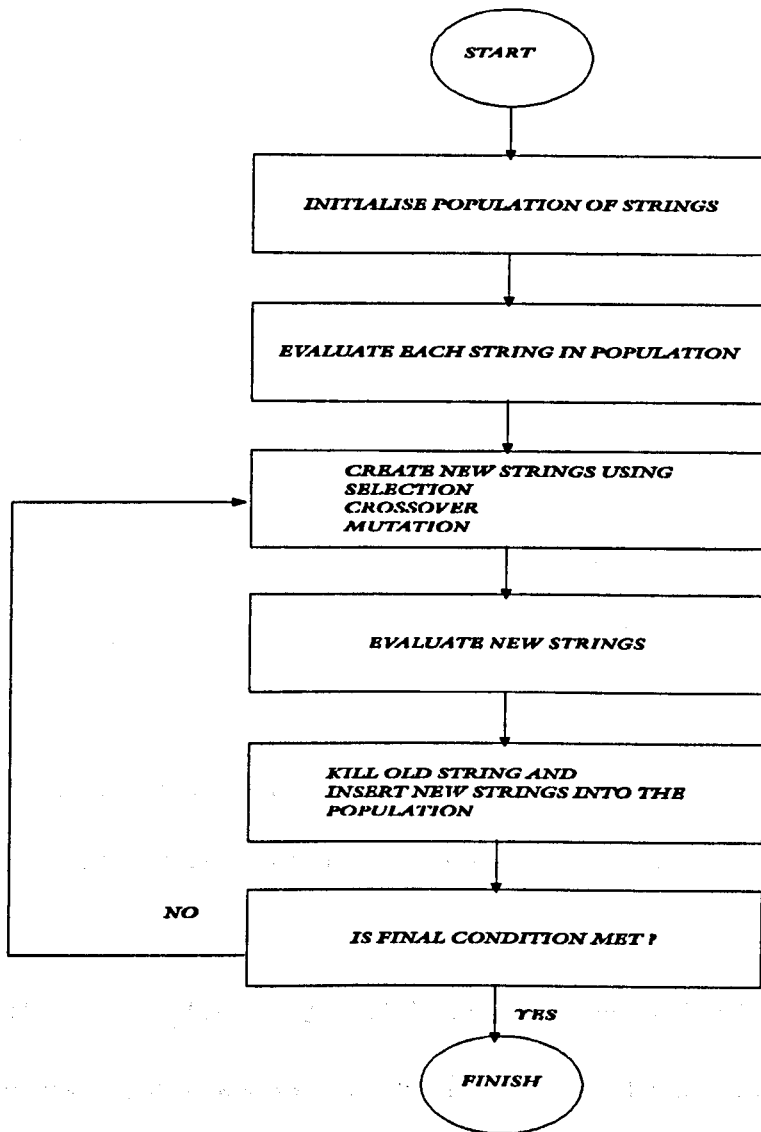 START
INITIALISE POPULATION OF STRINGS
EVALUATE EACH STRING IN POPULATION
CREATE NEW STRINGS USING
SELECTION
CROSSOVER
MUTATION
EVALUATE NEW STRINGS
KILL OLD STRING AND
INSERT NEW STRINGS INTO THE
POPULATION
NO
IS FINAL CONDITION MET ?
YES
FINISH